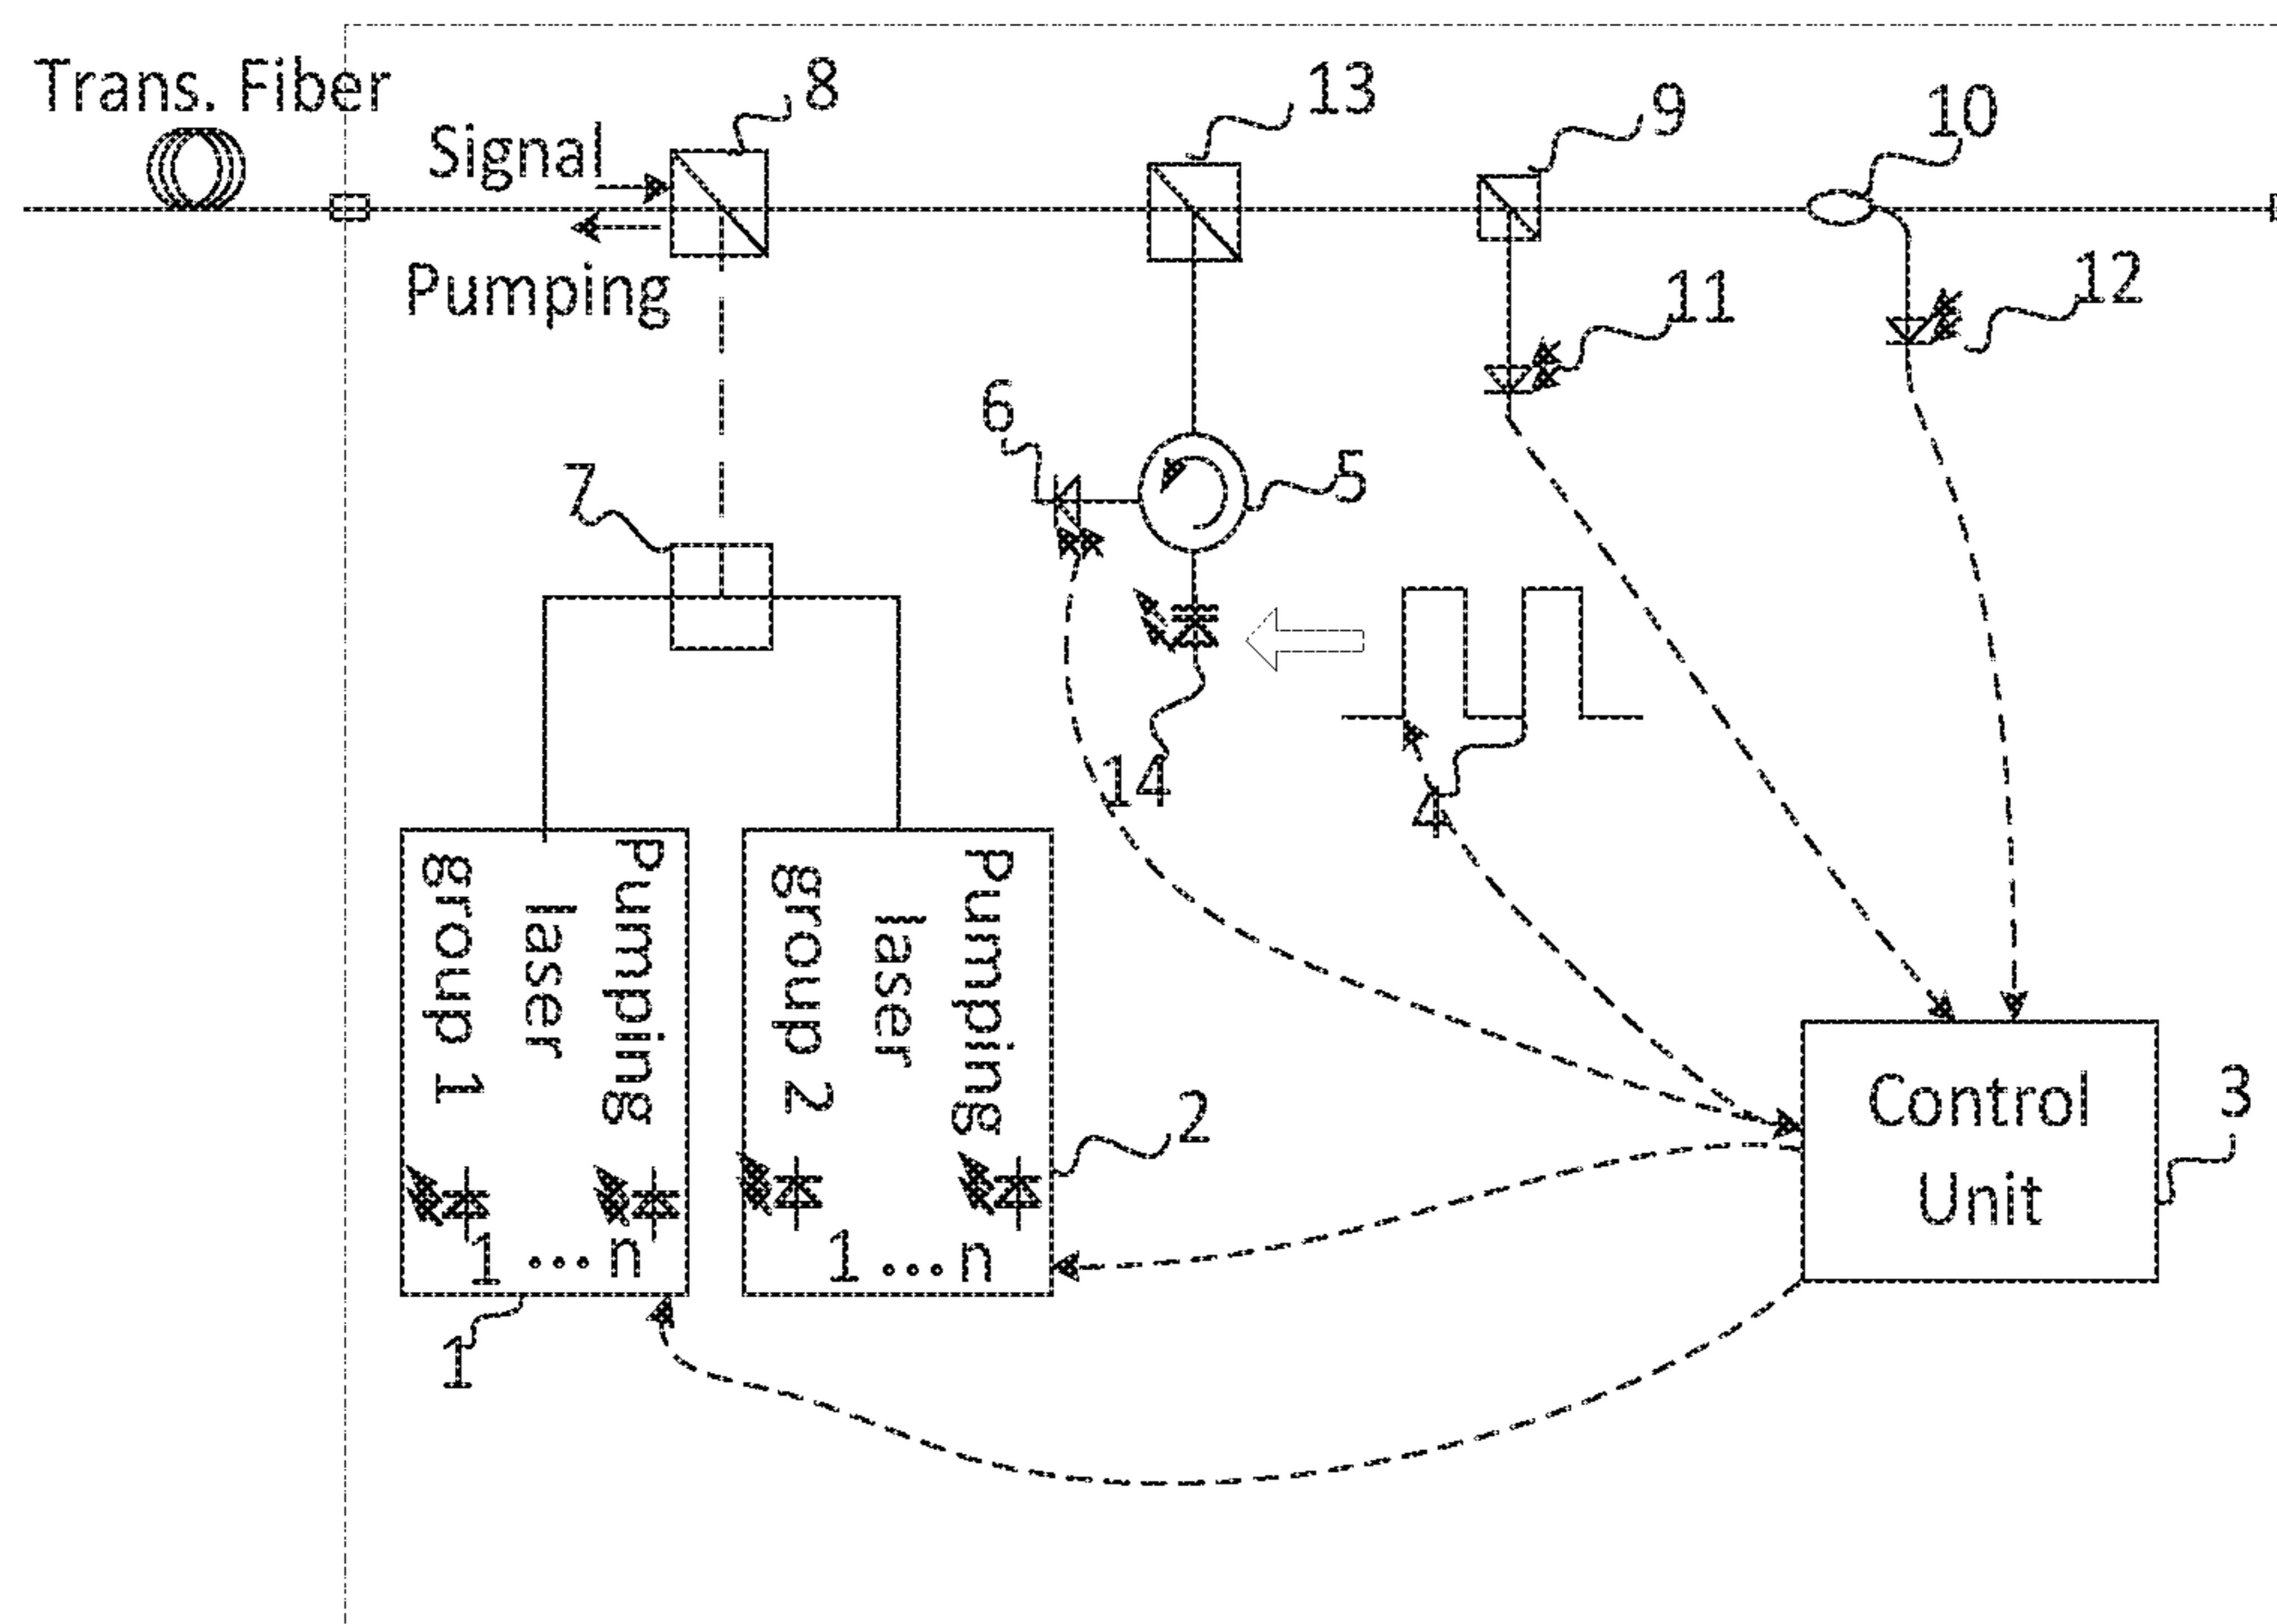 Trans. Fiber
8
13
9
10
Signal
Pumping
11
12
6
5
7
14
4
Pumping
laser
group 1
1 ... n
Pumping
laser
group 2
1 ... n
2
1
Control
Unit
3